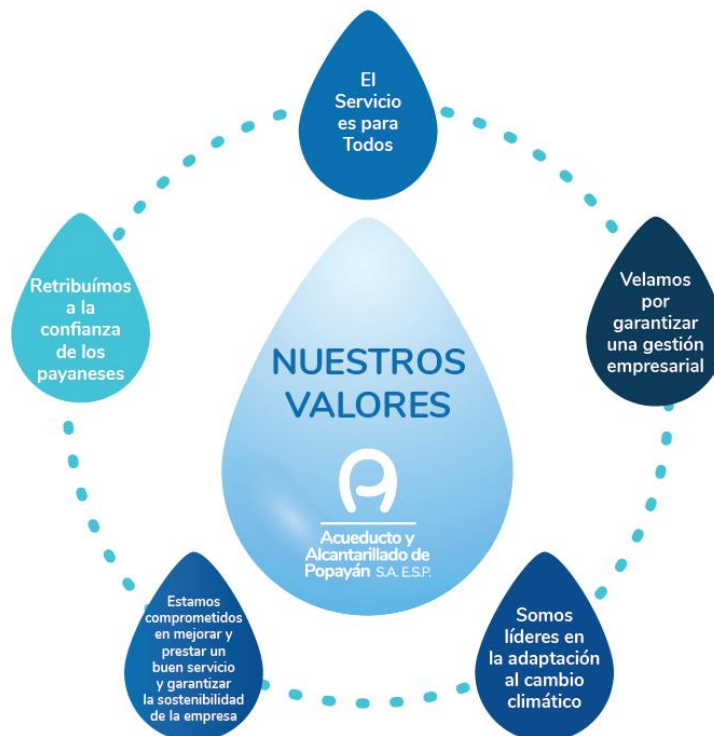 El
Servicio
es para
Todos
Retribuímos
a la
confianza
de los
payaneses
Velamos
por
garantizar
una gestión
empresarial
NUESTROS
VALORES
Acueducto y
Alcantarillado de
Popayán S.A. E.S.P.
Estamos
comprometidos
en mejorar y
prestar un
buen servicio
y garantizar
la sostenibilidad
de la empresa
Somos
líderes en
la adaptación
al cambio
climático